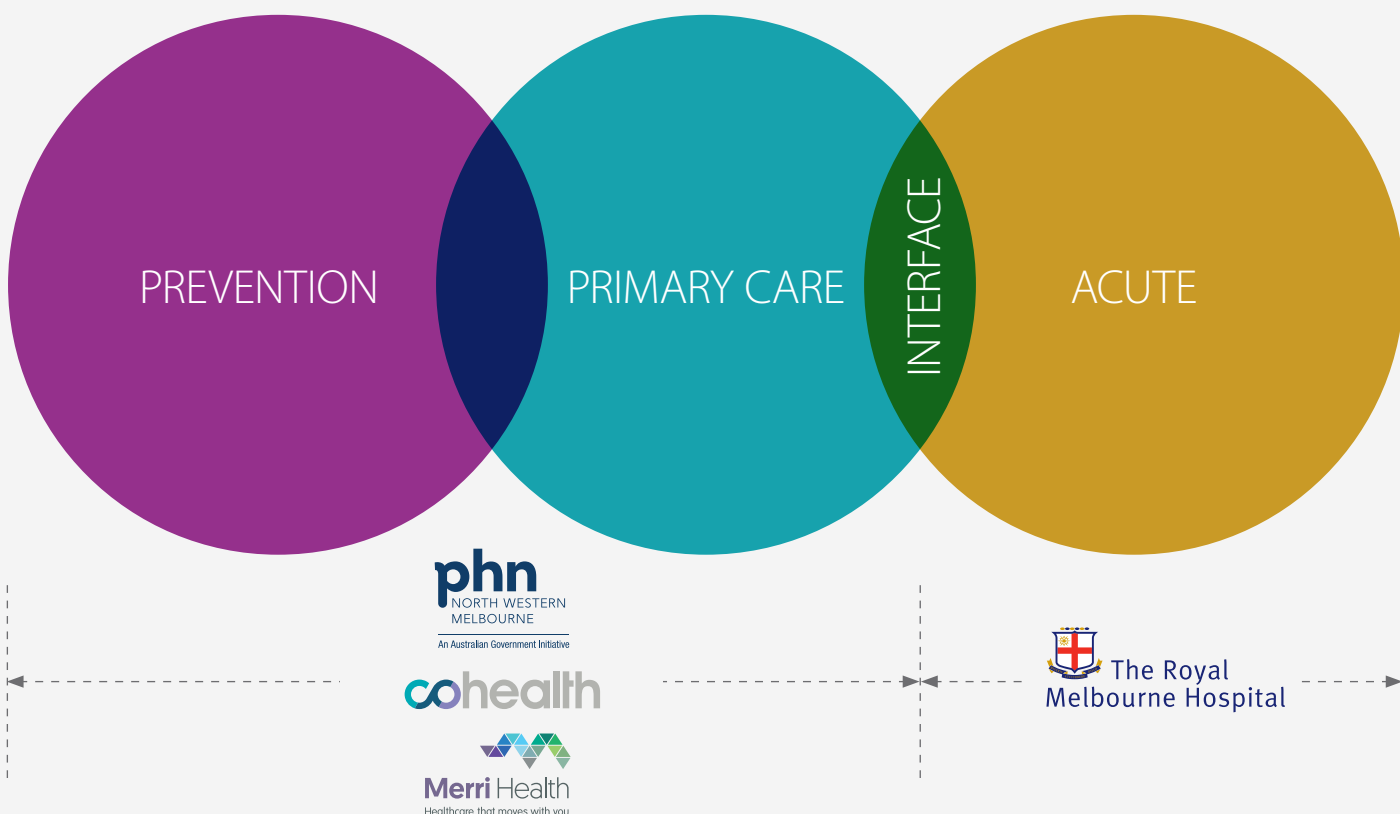 PREVENTION
PRIMARY CARE
INTERFACE
ACUTE
phn
NORTH WESTERN
MELBOURNE
An Australian Government Initiative
cohealth
Merri Health
Healthcare that moves with you
The Royal
Melbourne Hospital